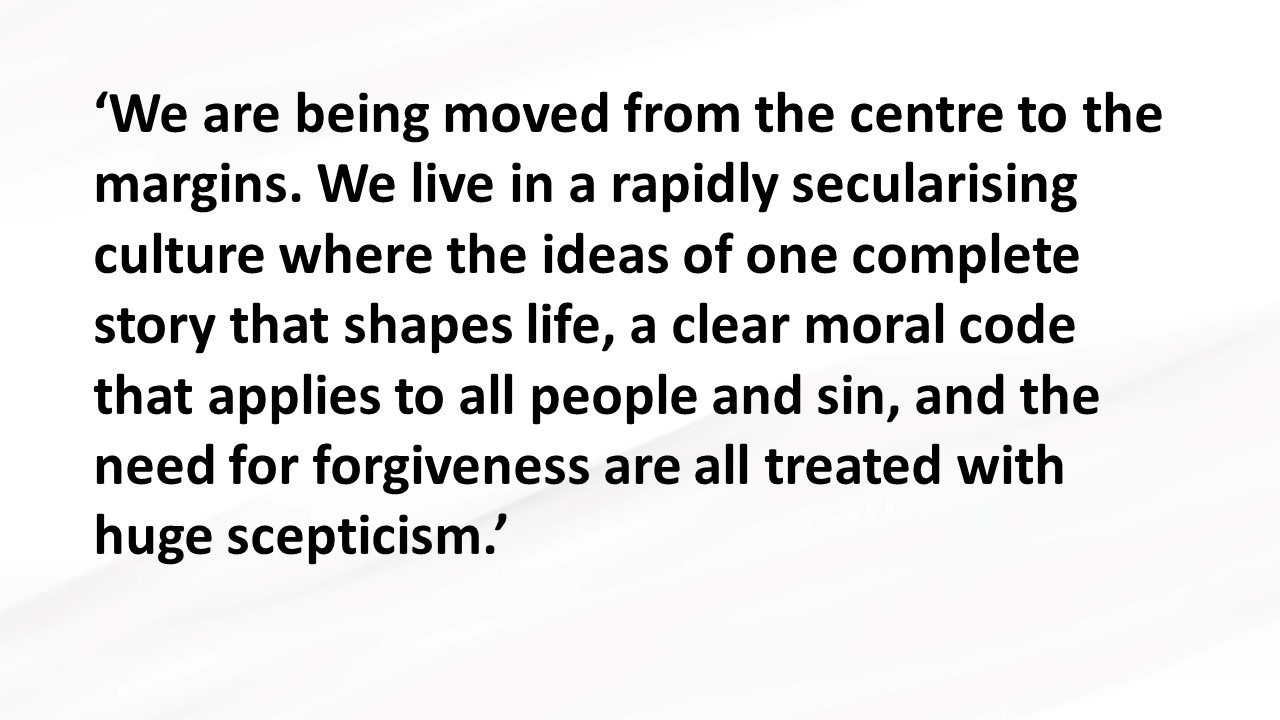 ‘We are being moved from the centre to the
margins. We live in a rapidly secularising
culture where the ideas of one complete
story that shapes life, a clear moral code
that applies to all people and sin, and the
need for forgiveness are all treated with
huge scepticism.’